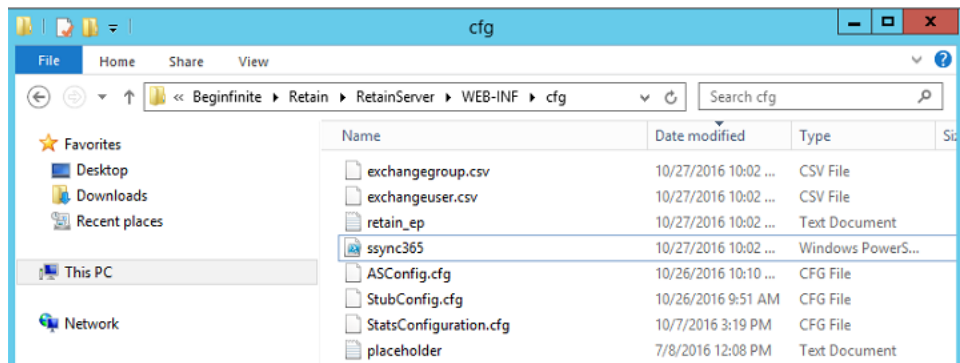 cfg
File Home Share View
« Beginfinite Retain RetainServer WEB-INF cfg Search cfg
Favorites
Desktop
Downloads
Recent places
This PC
Network
Name Date modified Type Siz
exchangegroup.csv 10/27/2016 10:02 ... CSV File
exchangeuser.csv 10/27/2016 10:02 ... CSV File
retain_ep 10/27/2016 10:02 ... Text Document
ssync365 10/27/2016 10:02 ... Windows PowerS...
ASConfig.cfg 10/26/2016 10:10 ... CFG File
StubConfig.cfg 10/26/2016 9:51 AM CFG File
StatsConfiguration.cfg 10/7/2016 3:19 PM CFG File
placeholder 7/8/2016 12:08 PM Text Document